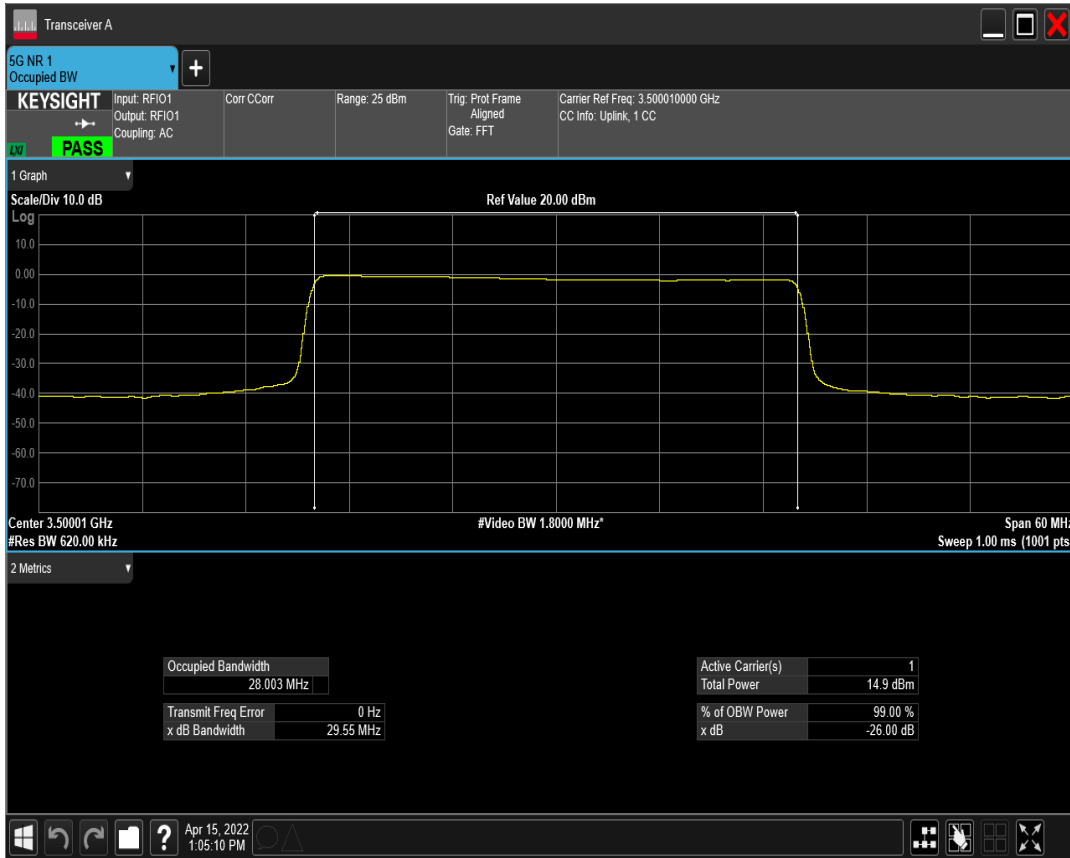 Transceiver A
5G NR 1
Occupied BW
+
KEYSIGHT
LXI
PASS
Input: RFIO1
Output: RFIO1
Coupling: AC
Corr CCorr
Range: 25 dBm
Trig: Prot Frame
Aligned
Gate: FFT
Carrier Ref Freq: 3.500010000 GHz
CC Info: Uplink, 1 CC
1 Graph
Scale/Div 10.0 dB
Ref Value 20.00 dBm
Log
10.0
0.00
-10.0
-20.0
-30.0
-40.0
-50.0
-60.0
-70.0
Center 3.50001 GHz
#Video BW 1.8000 MHz*
Span 60 MHz
#Res BW 620.00 kHz
Sweep 1.00 ms (1001 pts
2 Metrics
Occupied Bandwidth
28.003 MHz
Transmit Freq Error 0 Hz
x dB Bandwidth 29.55 MHz
Active Carrier(s) 1
Total Power 14.9 dBm
% of OBW Power 99.00 %
x dB -26.00 dB
?
Apr 15, 2022
1:05:10 PM